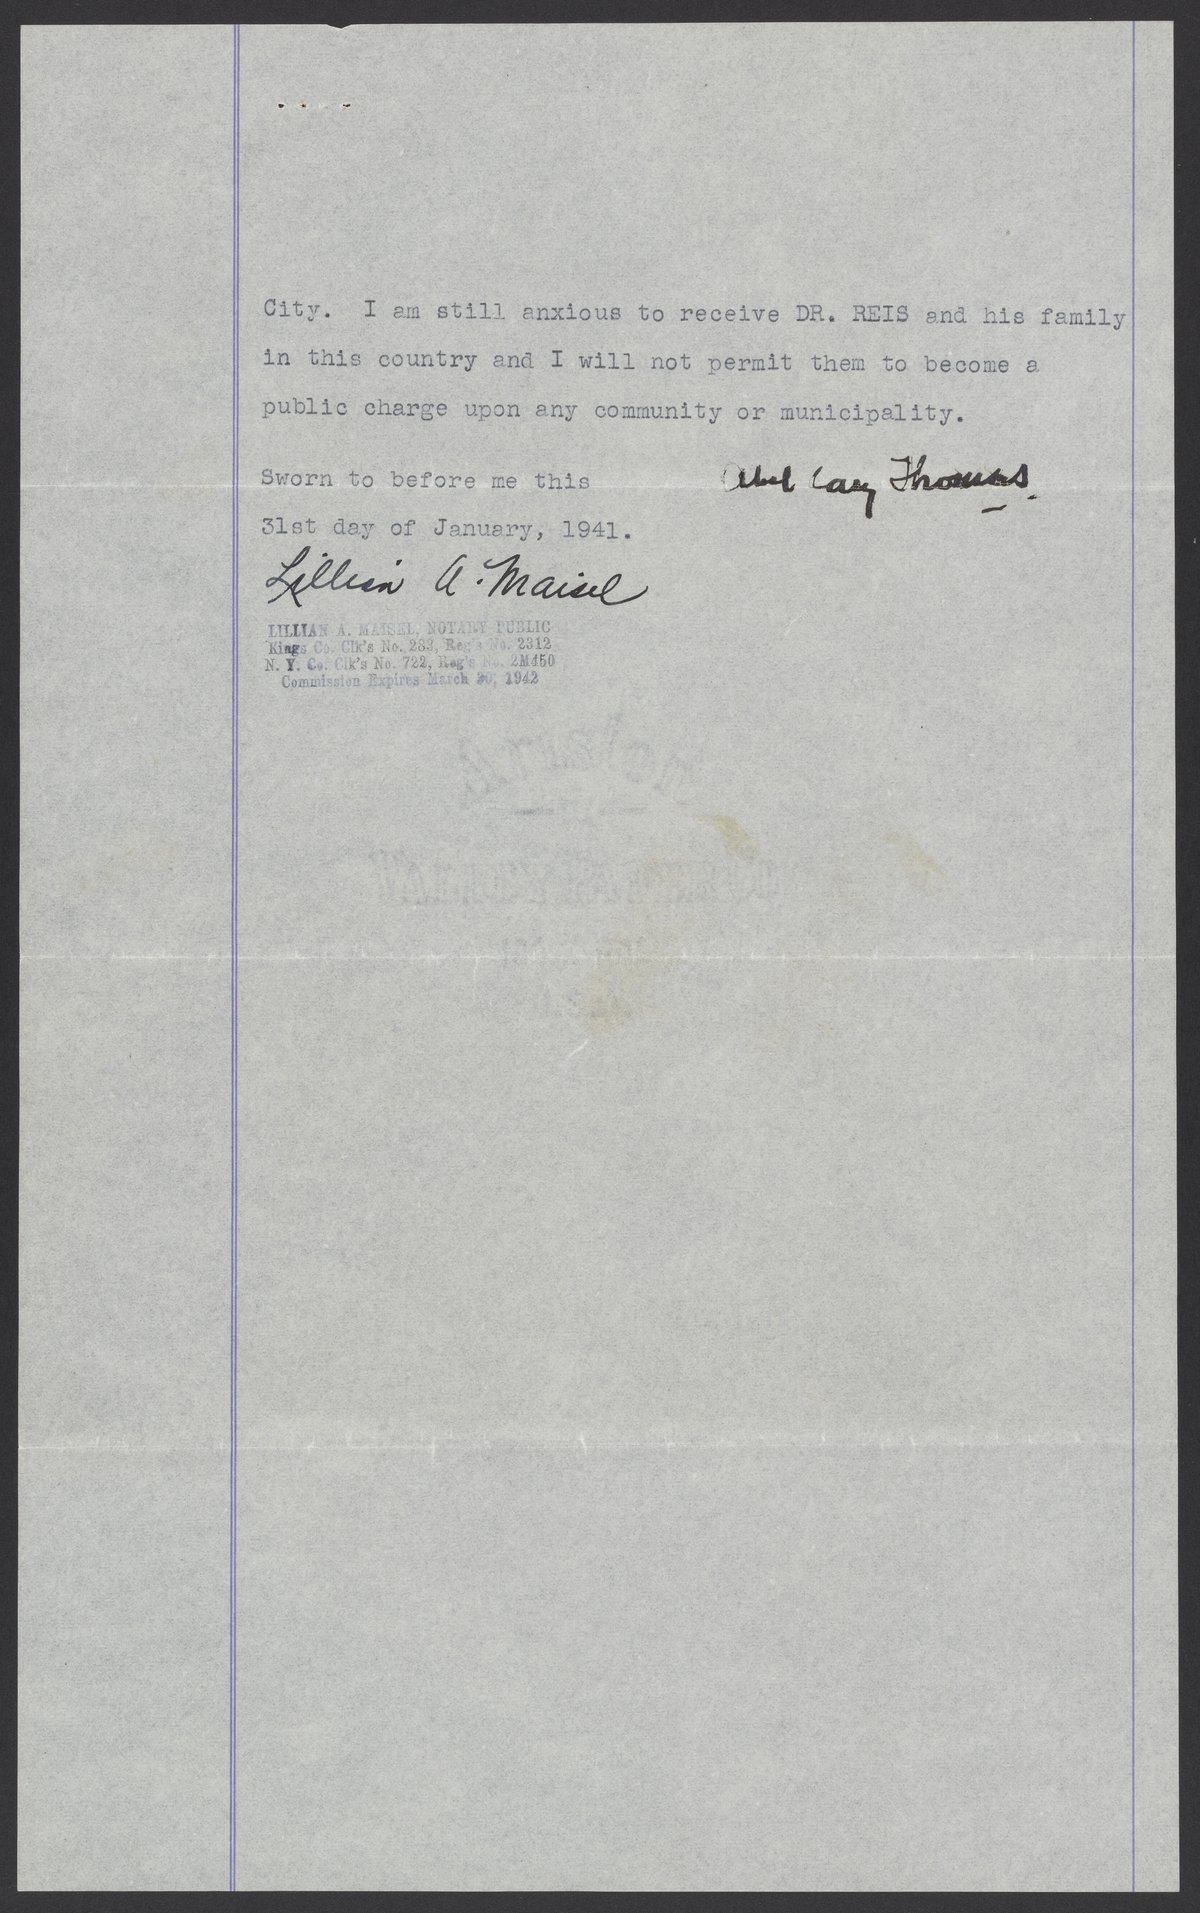 City. I am still anxious to receive DR. REIS and his family
in this country and I will not permit them to become a
public charge upon any community or municipality.
Sworn to before me this
Abel Cary Thomas
31st day of January, 1941.
Lillian A. Maisel
LILLIAN A. MAISEL, NOTARY PUBLIC
Kings Co. Clk's No. 283, Reg's No. 2312
N. Y. Co. Clk's No. 722, Reg's No. 2M450
Commission Expires March 30, 1942